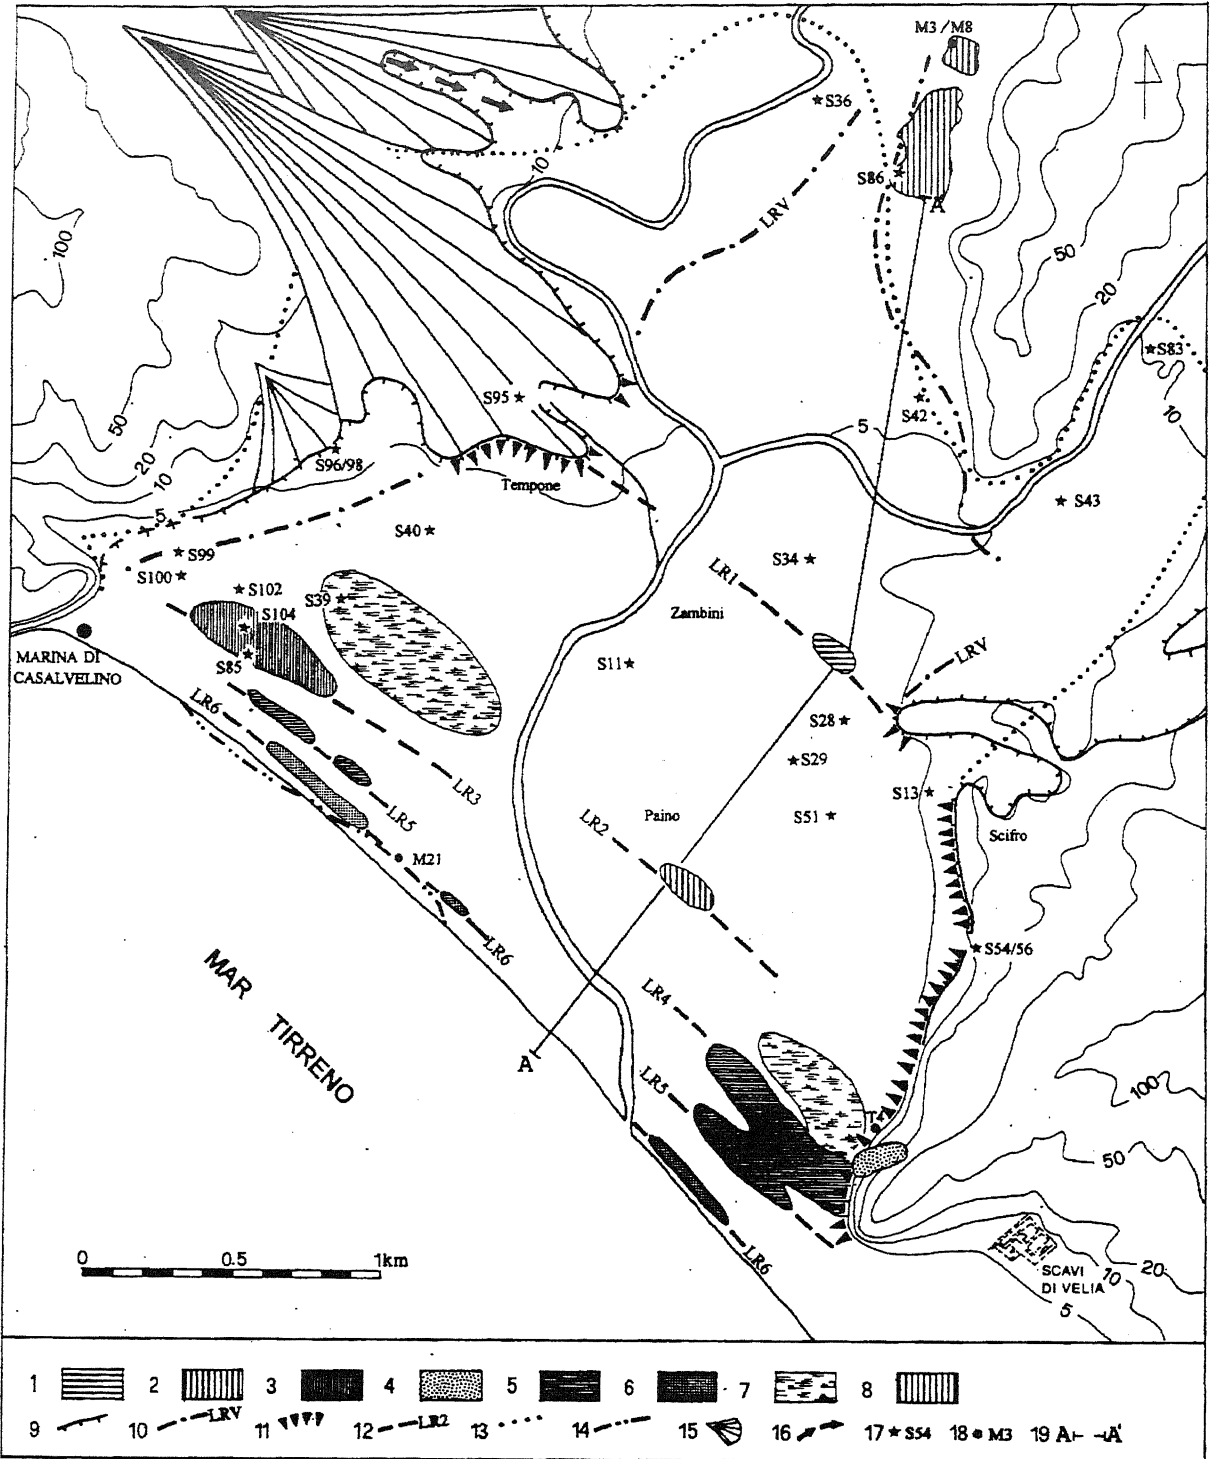 M3/M8
S36
10
S86
A'
LRV
100
50
20
S83
S95
S42
5
10
50
20
10
S96/98
Tempone
S43
5
S40
S99
S100
S34
LR1
S102
S39
S104
Zambini
MARINA DI
CASALVELINO
S85
S11
LRV
LR6
S28
S29
LR3
LR5
S13
S51
Paino
LR2
Scifro
M21
LR6
S54/56
MAR TIRRENO
LR4
A
LR5
100
T
50
LR6
SCAVI
DI VELIA
10
20
5
0 0.5 1km
1 2 3 4 5 6 7 8
9 10 LRV 11 12 LR2 13 14 15 16 17 S54 18 M3 19 A A'